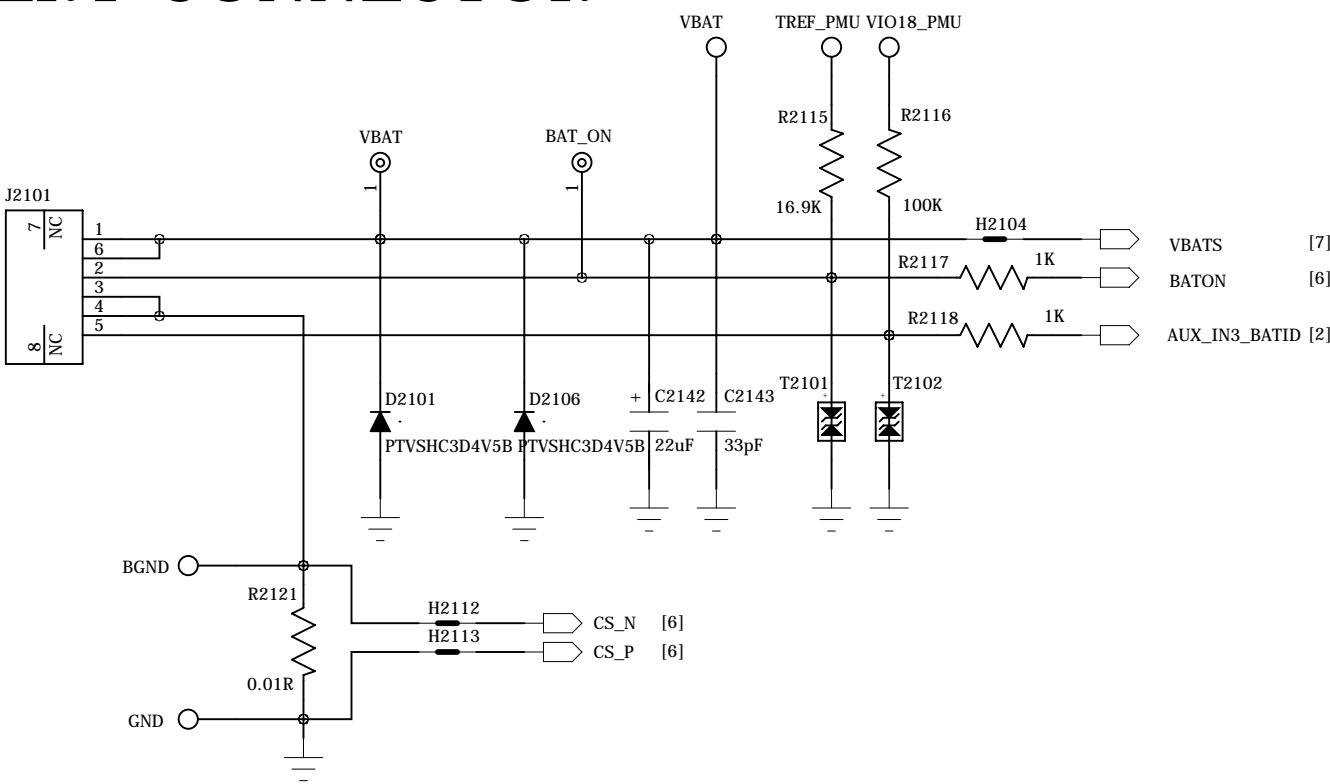 VBAT TREF_PMU VIO18_PMU
R2115 R2116
VBAT BAT_ON
1 1
J2101
16.9K 100K
7 NC
1
6
2
3
4
5
8 NC
H2104
VBATS [7]
R2117 1K
BATON [6]
R2118 1K
AUX_IN3_BATID [2]
T2101 T2102
D2101 D2106 + C2142 C2143
+ +
PTVSHC3D4V5B PTVSHC3D4V5B 22uF 33pF
BGND
R2121
H2112
CS_N [6]
H2113
CS_P [6]
0.01R
GND